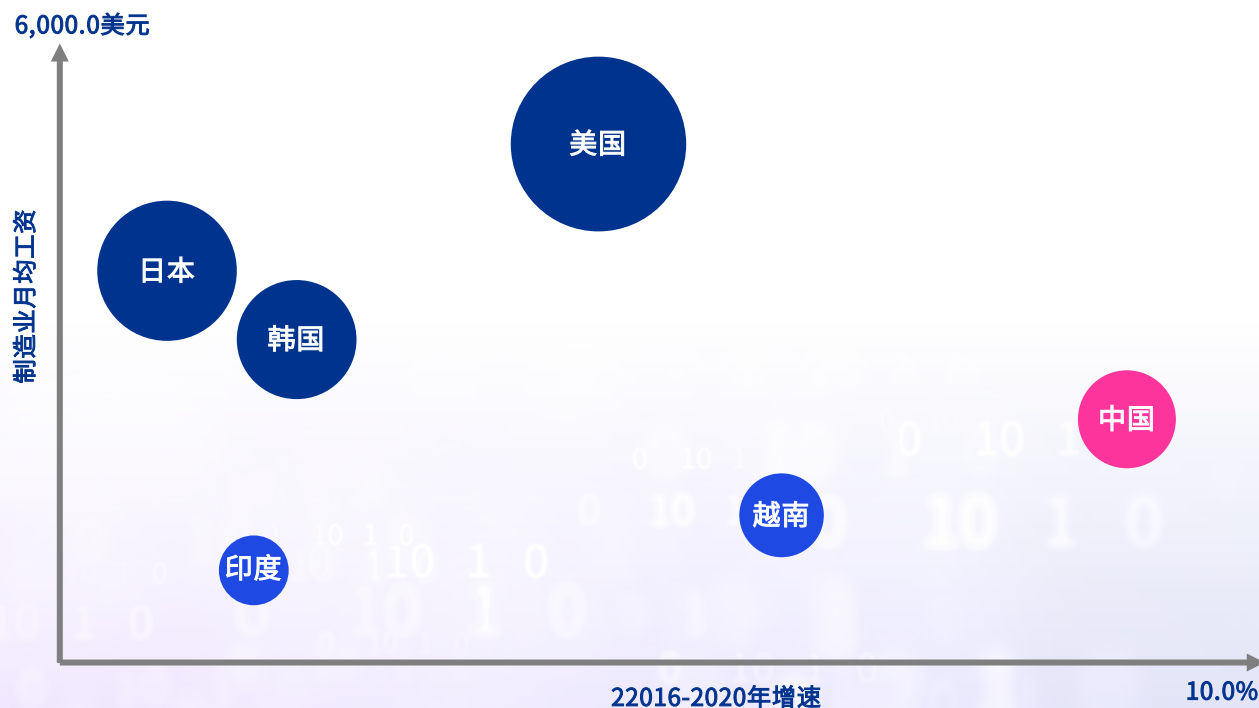 6,000.0美元
美国
制造业月均工资
日本
韩国
中国
越南
印度
22016-2020年增速
10.0%